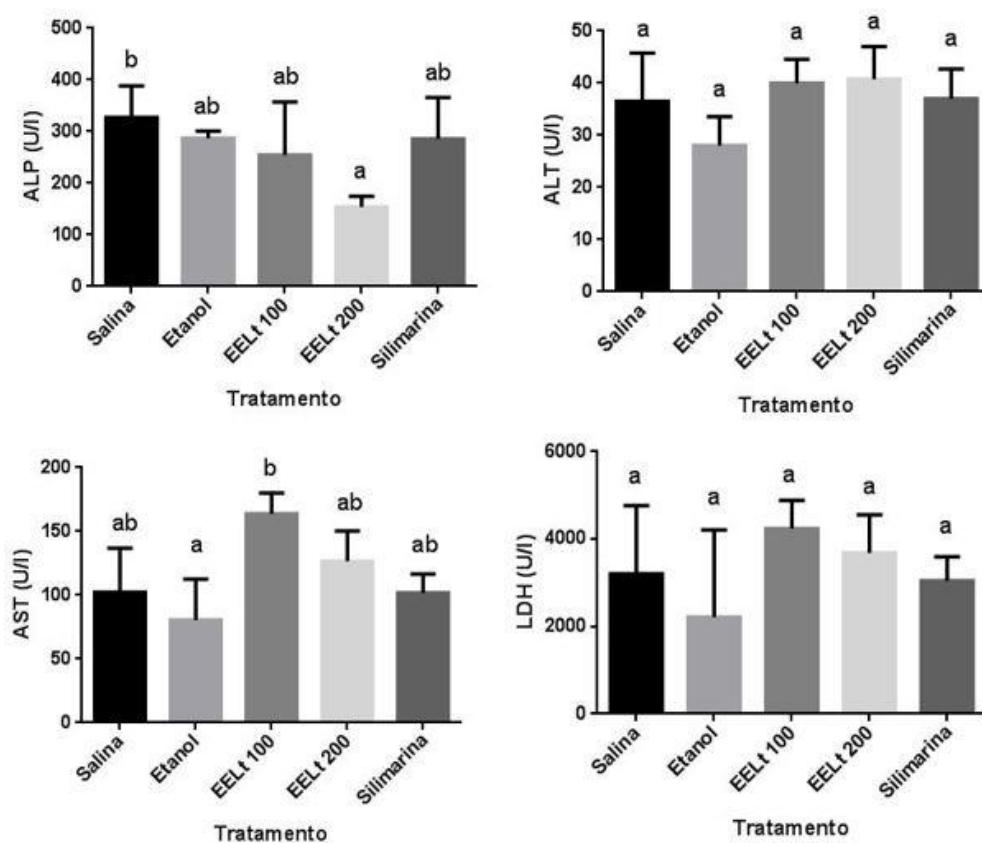 ALP (U/l)
500
400
300
200
100
0
b
ab
ab
a
ab
Salina
Etanol
EELt 100
EELt 200
Silimarina
Tratamento
ALT (U/l)
50
40
30
20
10
0
a
a
a
a
a
Salina
Etanol
EELt 100
EELt 200
Silimarina
Tratamento
AST (U/l)
200
150
100
50
0
ab
a
b
ab
ab
Salina
Etanol
EELt 100
EELt 200
Silimarina
Tratamento
LDH (U/l)
6000
4000
2000
0
a
a
a
a
a
Salina
Etanol
EELt 100
EELt 200
Silimarina
Tratamento